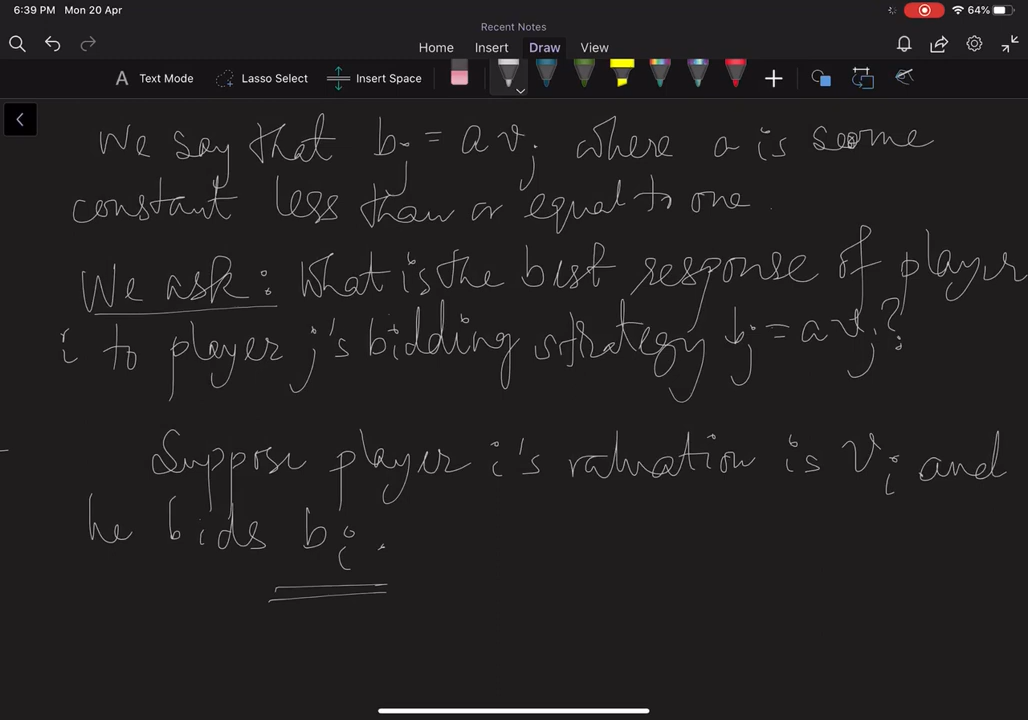 6:39 PM Mon 20 Apr
64%
Recent Notes
Home Insert Draw View
Text Mode Lasso Select Insert Space
We say that bj = a vj where a is some
constant less than or equal to one.
We ask: What is the best response of player
i to player j's bidding strategy bj = a vj?
Suppose player i's valuation is vi and
he bids bi.